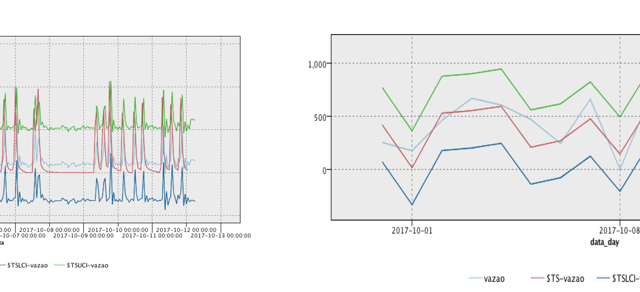 1,000
500
0
00:00 2017-10-08 00:00:00 2017-10-10 00:00:00 2017-10-12 00:00:00
-10-07 00:00:00 2017-10-09 00:00:00 2017-10-11 00:00:00 2017-10-13 00:00:00
2017-10-01 2017-10-08
data_day
$TSLCI-vazao $TSUCI-vazao
vazao $TS-vazao $TSLCI-